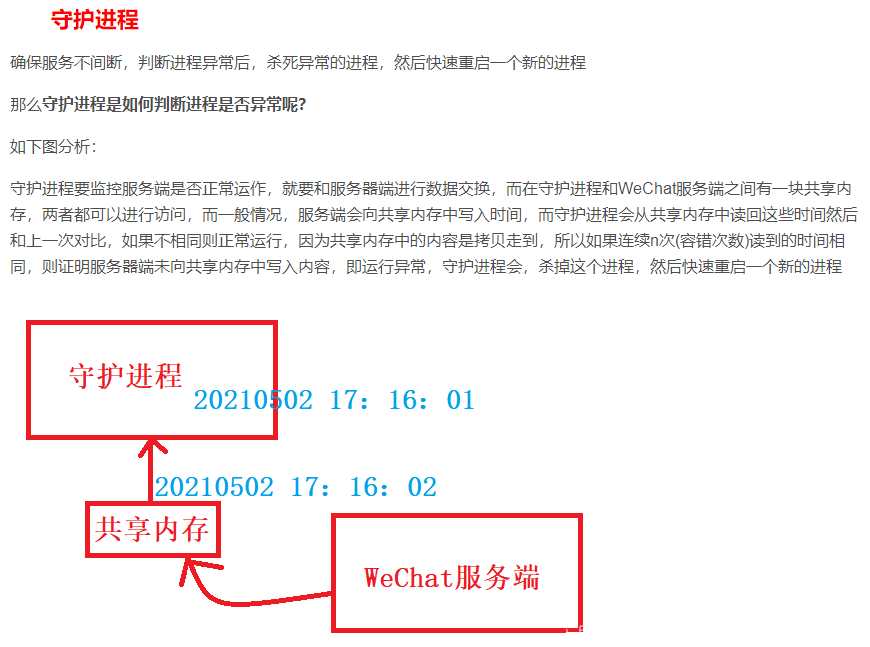 守护进程
确保服务不间断，判断进程异常后，杀死异常的进程，然后快速重启一个新的进程
那么守护进程是如何判断进程是否异常呢？
如下图分析：
守护进程要监控服务端是否正常运作，就要和服务器端进行数据交换，而在守护进程和WeChat服务端之间有一块共享内
存，两者都可以进行访问，而一般情况，服务端会向共享内存中写入时间，而守护进程会从共享内存中读回这些时间然后
和上一次对比，如果不相同则正常运行，因为共享内存中的内容是拷贝走到，所以如果连续n次(容错次数)读到的时间相
同，则证明服务器端未向共享内存中写入内容，即运行异常，守护进程会，杀掉这个进程，然后快速重启一个新的进程
守护进程
20210502 17：16：01
20210502 17：16：02
共享内存
WeChat服务端